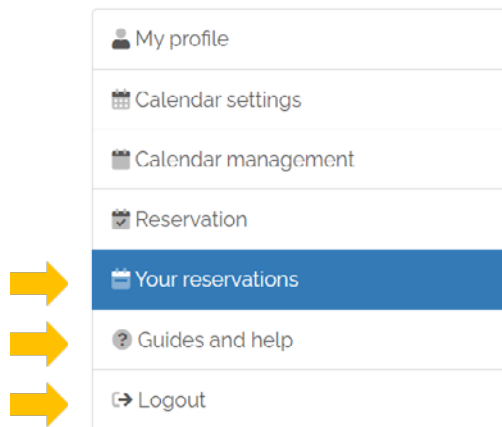 My profile
Calendar settings
Calendar management
Reservation
Your reservations
Guides and help
Logout